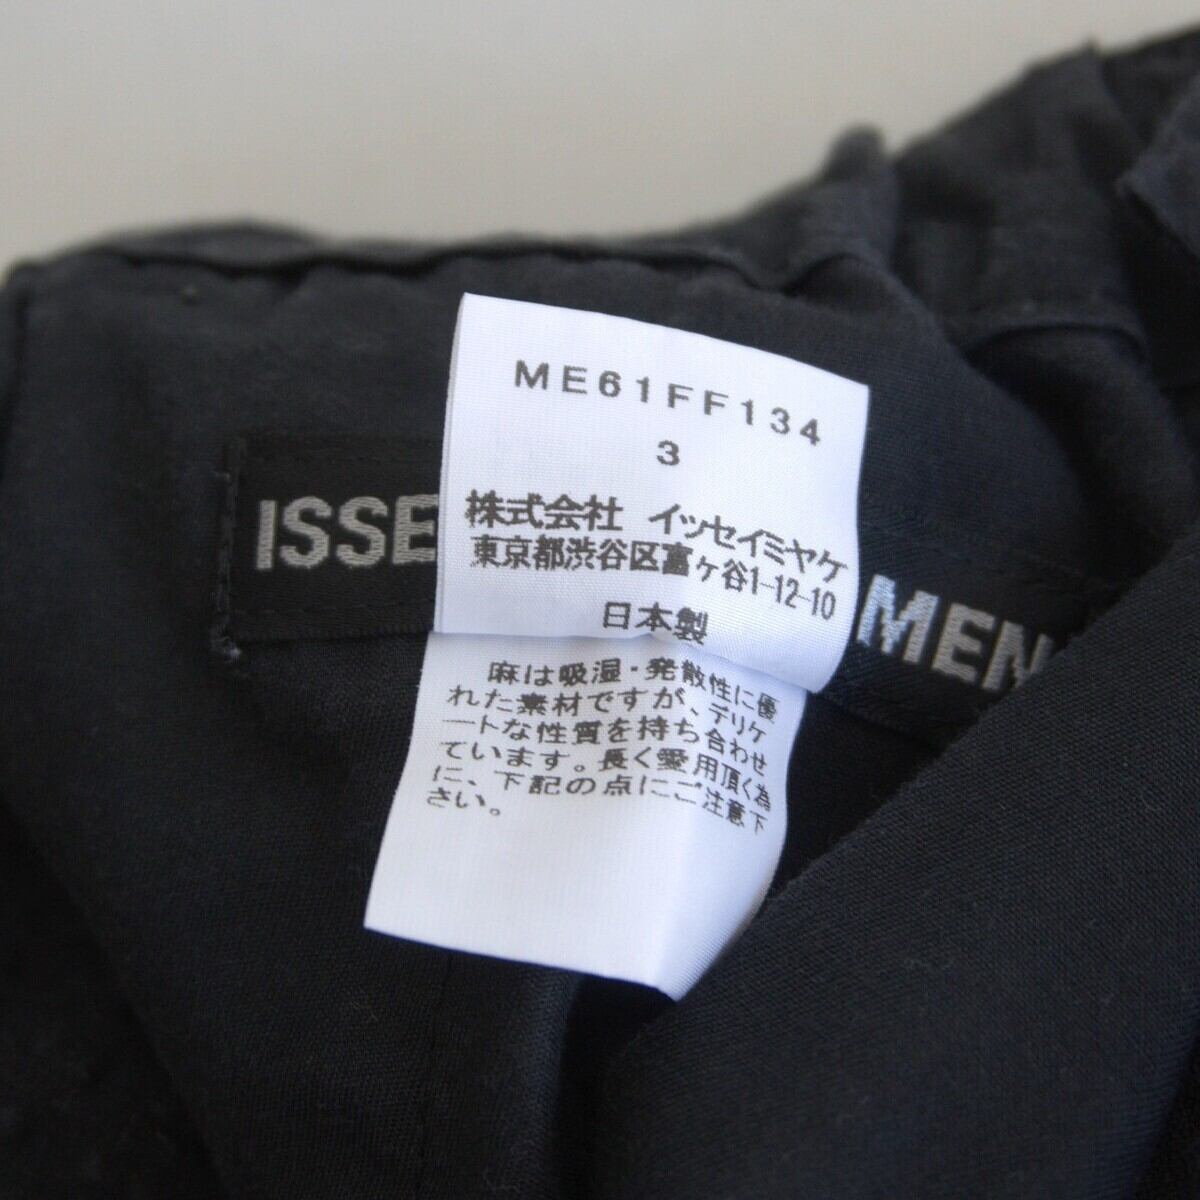 ME61FF134
3
株式会社 イッセイミヤケ
東京都渋谷区富ヶ谷1-12-10
日本製
麻は吸湿・発散性に優
れた素材ですが、デリケ
ートな性質を持ち合わせ
ています。長く愛用頂く為
に、下記の点にご注意下
さい。
ISSE MEN